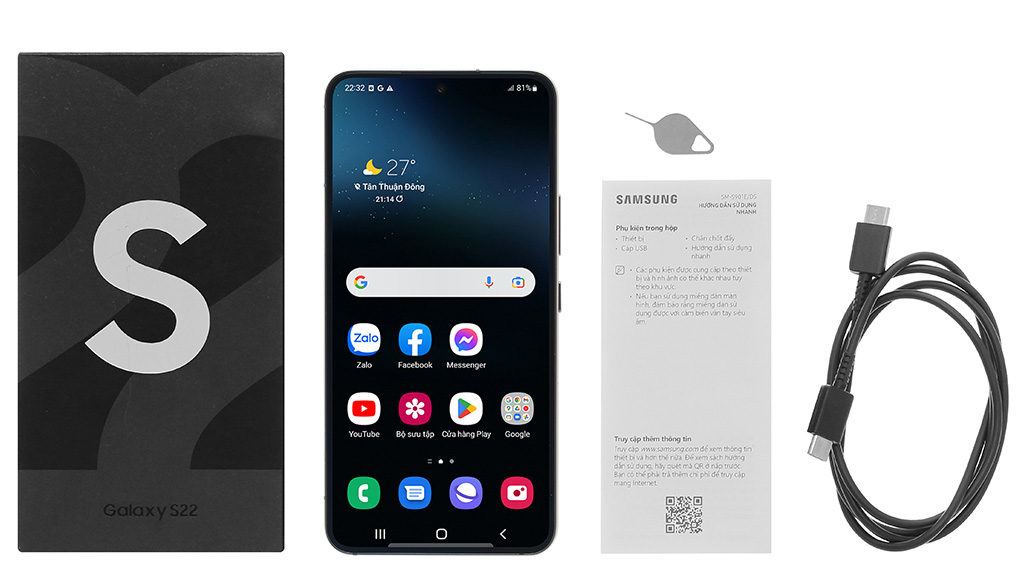 S
Galaxy S22
22:32
81%
27°
Tân Thuận Đông
21:14
Zalo
Zalo
Facebook
Messenger
YouTube
Bộ sưu tập
Cửa hàng Play
Google
SAMSUNG
SM-S901E/DS
HƯỚNG DẪN SỬ DỤNG
NHANH
Phụ kiện trong hộp
• Thiết bị
• Cáp USB
• Chân chốt đẩy
• Hướng dẫn sử dụng
nhanh
• Các phụ kiện được cung cấp theo thiết
bị và hình ảnh có thể khác nhau tùy
theo khu vực.
• Nếu bạn sử dụng miếng dán màn
hình, đảm bảo rằng miếng dán sử
dụng được với cảm biến vân tay siêu
âm.
Truy cập thêm thông tin
Truy cập www.samsung.com để xem thông tin
thiết bị và hơn thế nữa. Để xem sách hướng
dẫn sử dụng, hãy quét mã QR ở nắp trước.
Bạn có thể phải trả thêm chi phí để truy cập
mạng Internet.